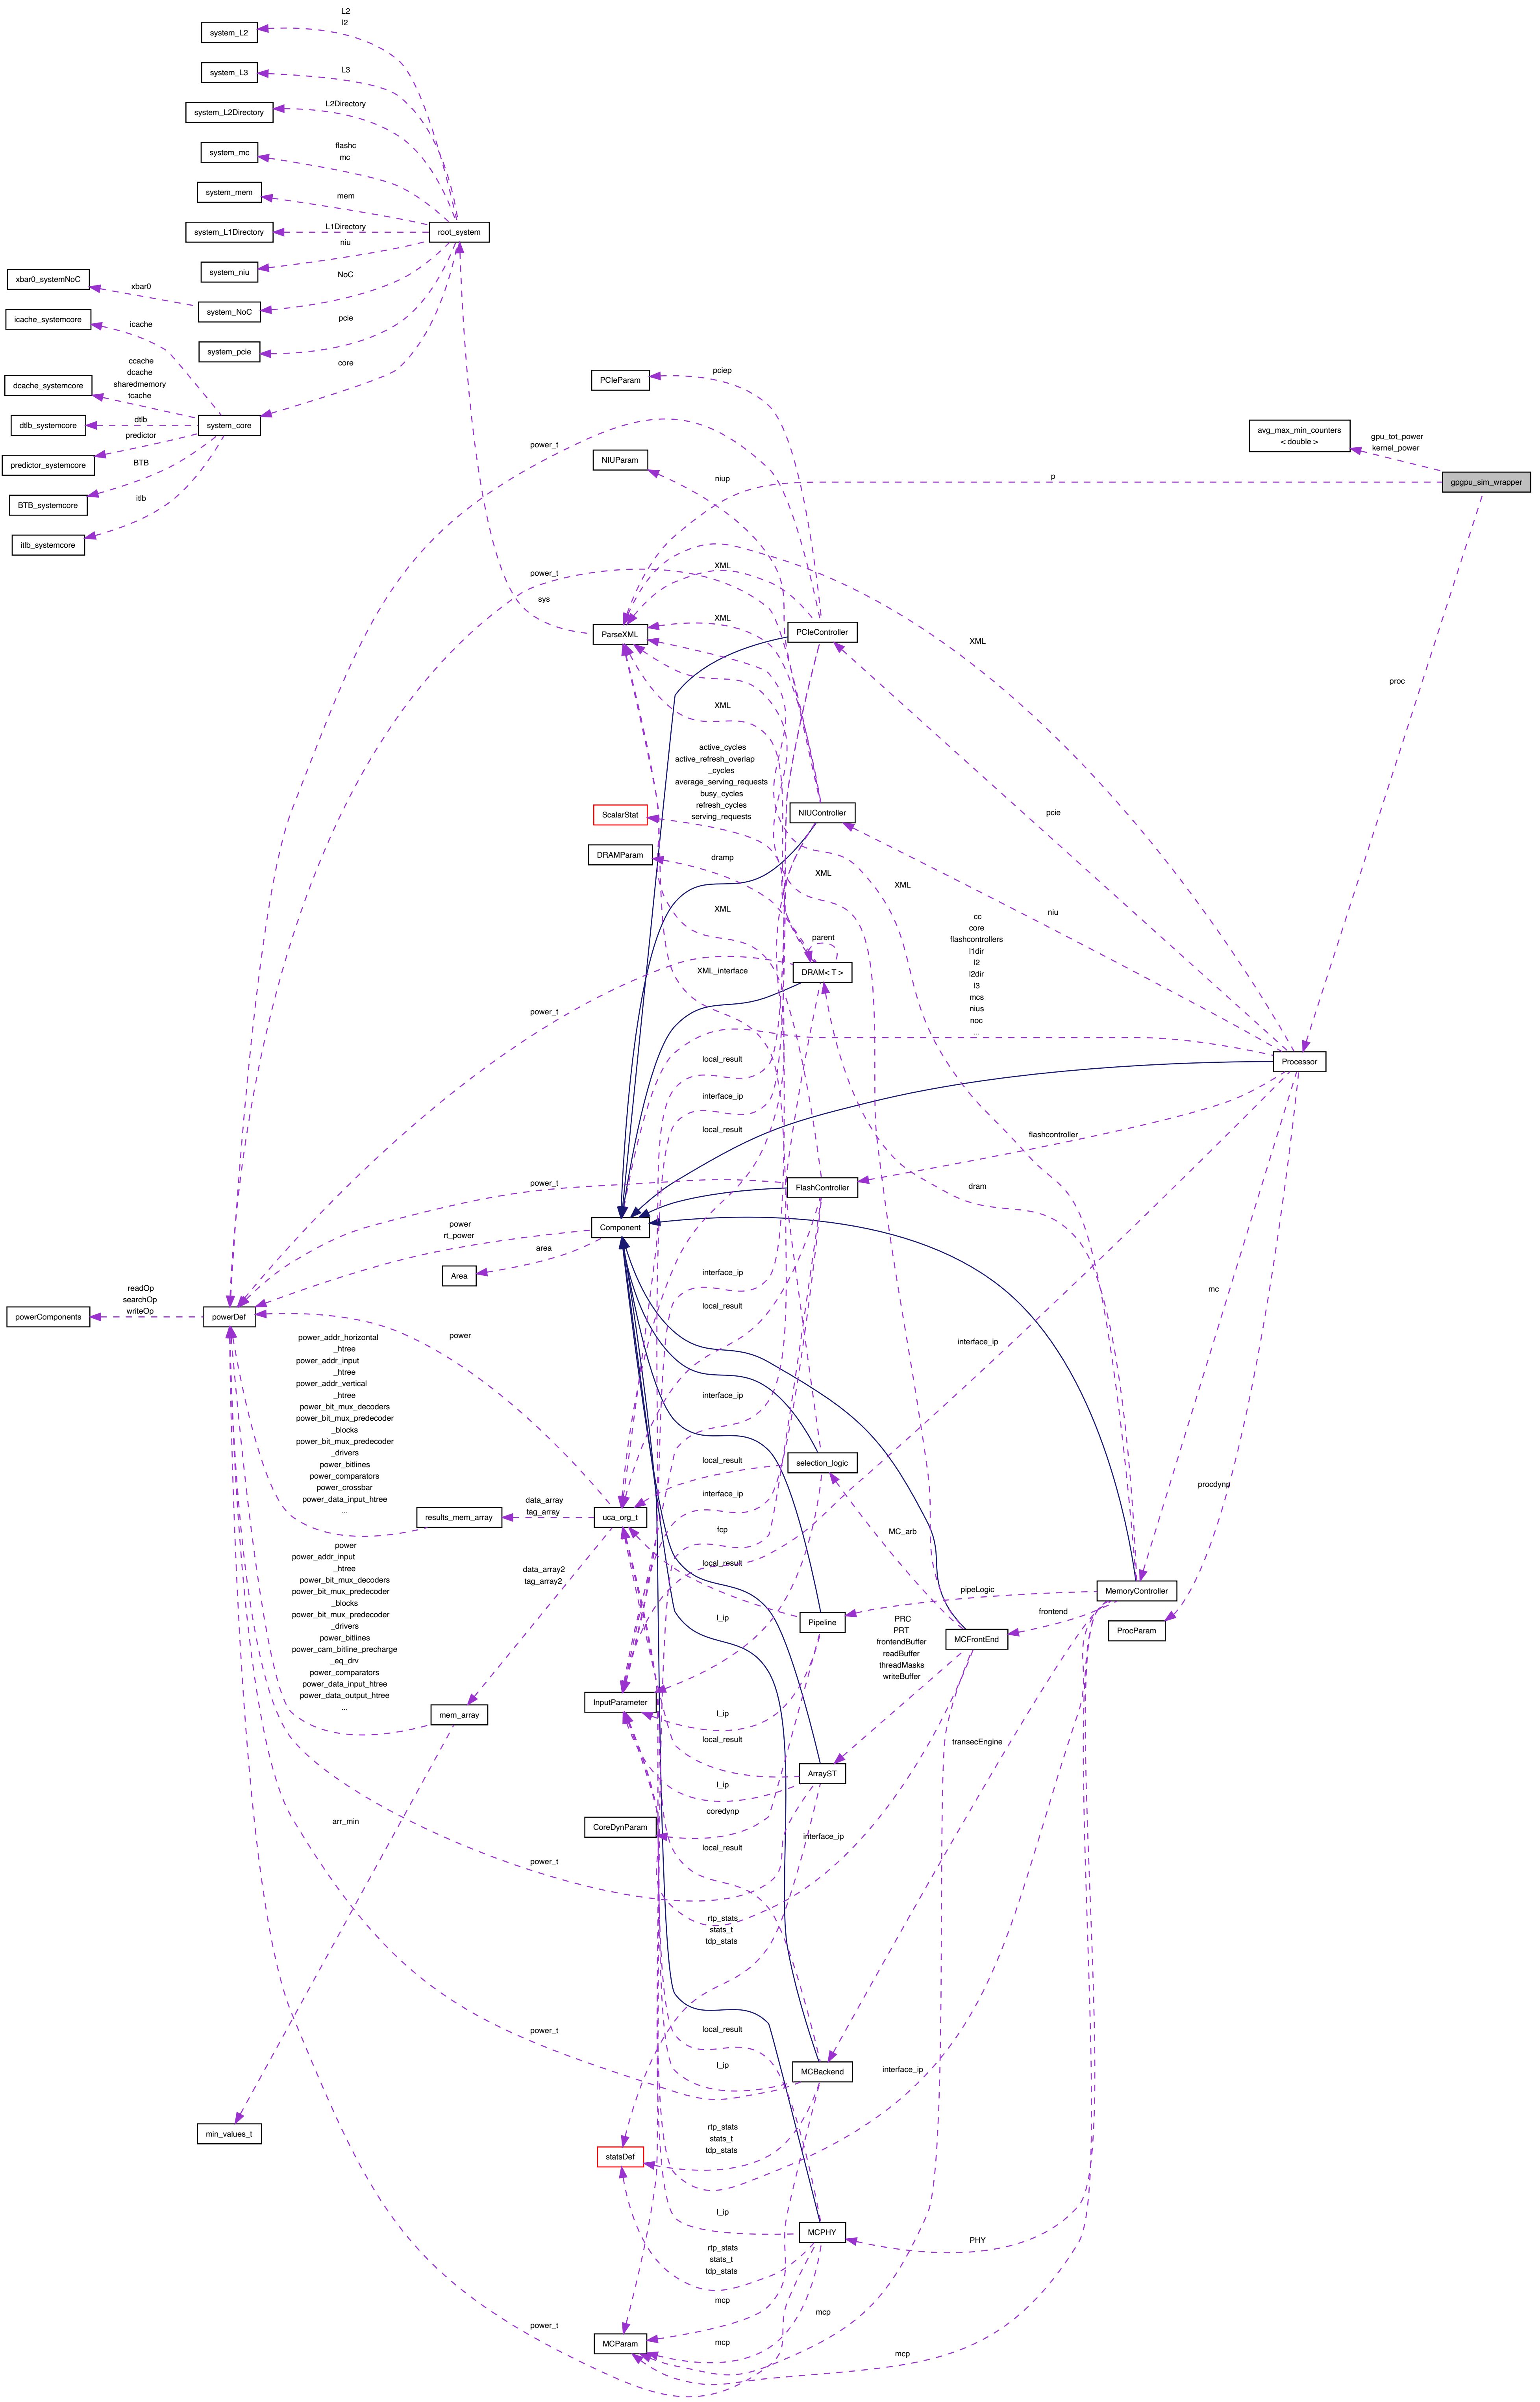 L2
l2
system_L2
L3
system_L3
L2Directory
system_L2Directory
flashc
mc
system_mc
mem
system_mem
L1Directory
system_L1Directory
root_system
niu
system_niu
NoC
xbar0_systemNoC
xbar0
system_NoC
icache_systemcore
icache
pcie
system_pcie
core
ccache
dcache
sharedmemory
tcache
dcache_systemcore
dtlb
dtlb_systemcore
system_core
predictor
predictor_systemcore
BTB
BTB_systemcore
itlb
itlb_systemcore
pciep
PCIeParam
power_t
NIUParam
niup
avg_max_min_counters
< double >
gpu_tot_power
kernel_power
p
gpgpu_sim_wrapper
power_t
XML
sys
XML
ParseXML
PCIeController
XML
proc
XML
active_cycles
active_refresh_overlap
_cycles
average_serving_requests
busy_cycles
refresh_cycles
serving_requests
ScalarStat
NIUController
pcie
DRAMParam
dramp
XML
XML
XML
niu
cc
core
flashcontrollers
l1dir
l2
l2dir
l3
mcs
nius
noc
...
parent
XML_interface
DRAM< T >
power_t
local_result
Processor
interface_ip
local_result
flashcontroller
power_t
FlashController
dram
Component
power
rt_power
area
Area
interface_ip
local_result
mc
readOp
searchOp
writeOp
powerComponents
powerDef
power
interface_ip
power_addr_horizontal
_htree
power_addr_input
_htree
power_addr_vertical
_htree
power_bit_mux_decoders
power_bit_mux_predecoder
_blocks
power_bit_mux_predecoder
_drivers
power_bitlines
power_comparators
power_crossbar
power_data_input_htree
...
interface_ip
local_result
selection_logic
procdynp
interface_ip
data_array
tag_array
results_mem_array
uca_org_t
fcp
MC_arb
power
power_addr_input
_htree
power_bit_mux_decoders
power_bit_mux_predecoder
_blocks
power_bit_mux_predecoder
_drivers
power_bitlines
power_cam_bitline_precharge
_eq_drv
power_comparators
power_data_input_htree
power_data_output_htree
...
data_array2
tag_array2
local_result
pipeLogic
MemoryController
l_ip
Pipeline
PRC
PRT
frontendBuffer
readBuffer
threadMasks
writeBuffer
frontend
MCFrontEnd
ProcParam
InputParameter
mem_array
l_ip
local_result
transecEngine
ArrayST
l_ip
arr_min
CoreDynParam
coredynp
interface_ip
local_result
power_t
rtp_stats
stats_t
tdp_stats
local_result
power_t
l_ip
MCBackend
interface_ip
min_values_t
rtp_stats
stats_t
tdp_stats
statsDef
l_ip
MCPHY
PHY
rtp_stats
stats_t
tdp_stats
mcp
mcp
power_t
MCParam
mcp
mcp